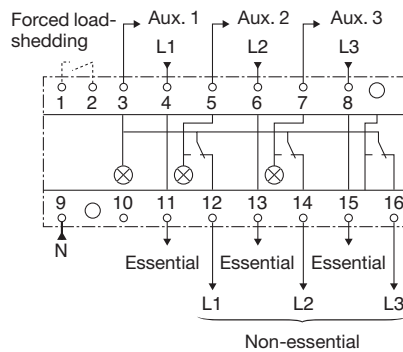 Forced load-
shedding
Aux. 1 Aux. 2 Aux. 3
L1 L2 L3
1 2 3 4 5 6 7 8
9 10 11 12 13 14 15 16
N
Essential Essential Essential
L1 L2 L3
Non-essential